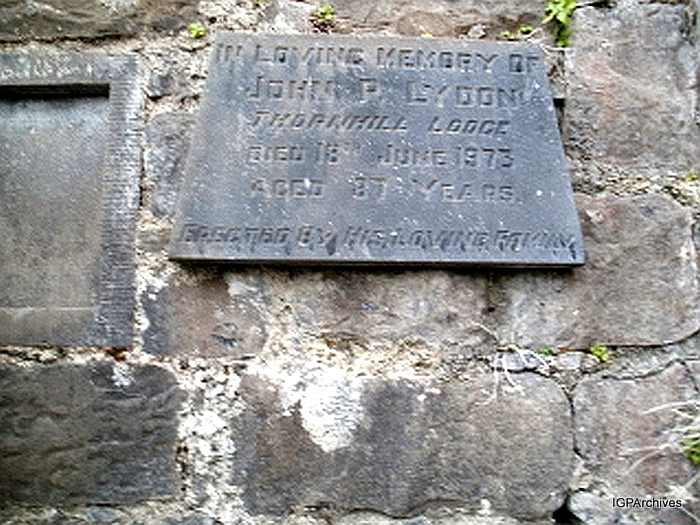 In Loving Memory Of
John P. Lydon
Thornhill Lodge
Died 18th June 1973
Aged 87 Years.
Erected By His Loving Family
IGPArchives